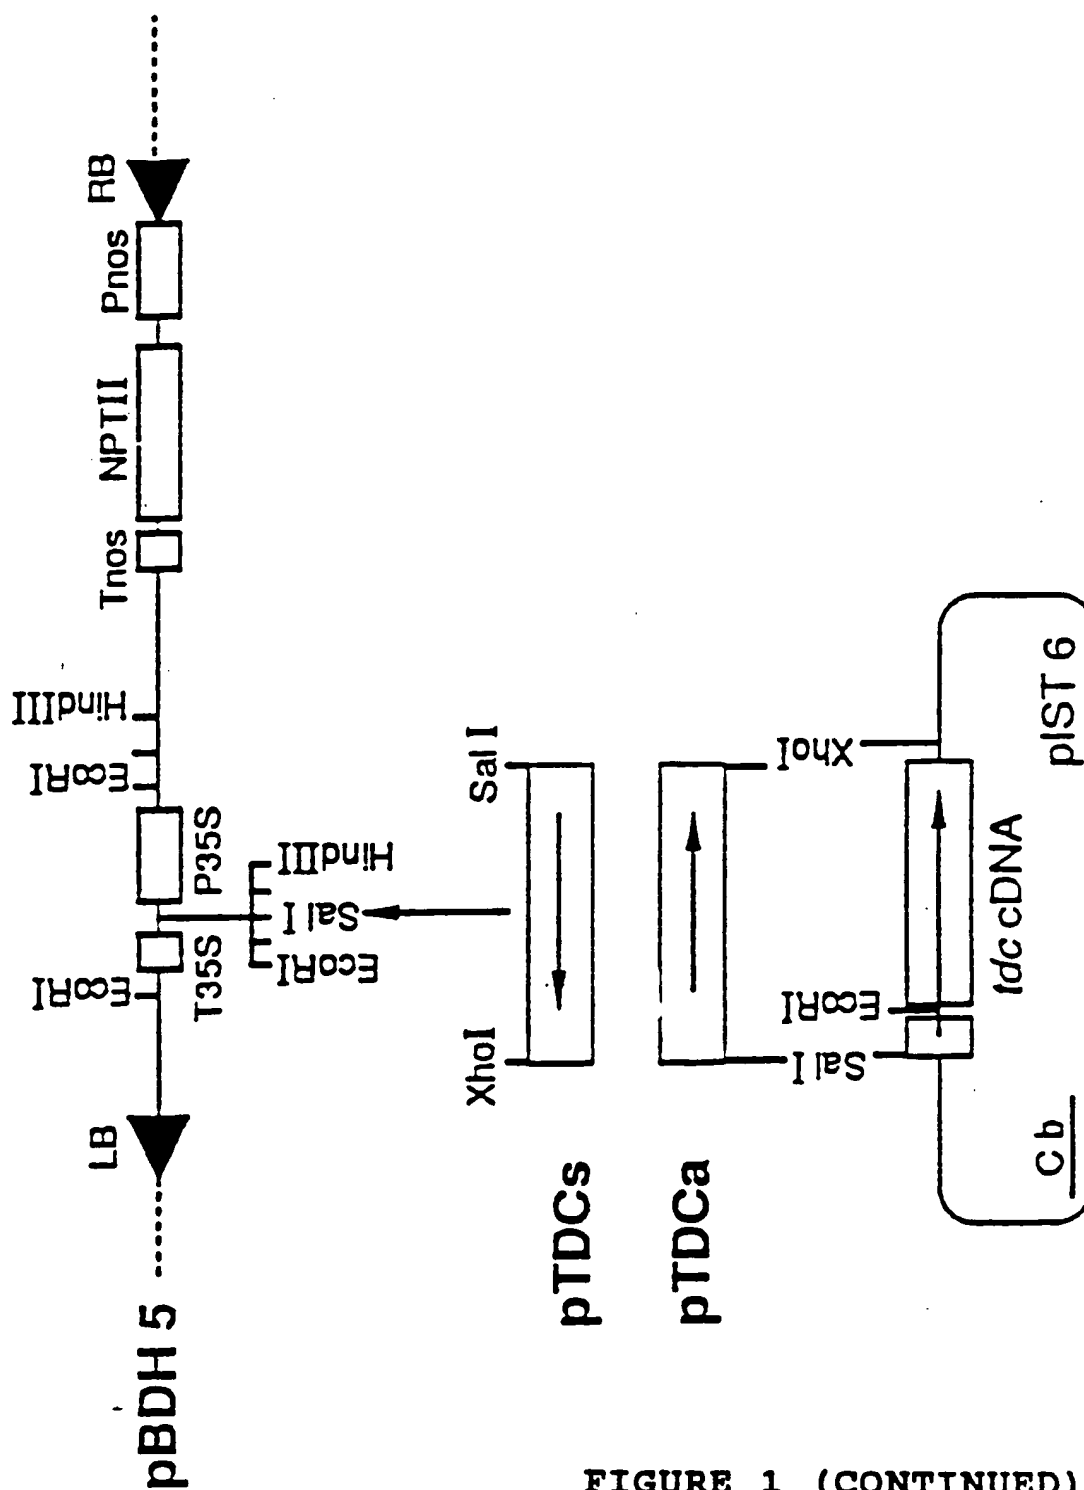 pBDH 5
LB
EcoRI
T35S
P35S
EcoRI
HindIII
Tnos
NPTII
Pnos
RB
EcoRI
Sal I
HindIII
pTDCs
XhoI
Sal I
pTDCa
Sal I
EcoRI
XhoI
tdc cDNA
Cb
pIST 6
FIGURE 1 (CONTINUED)